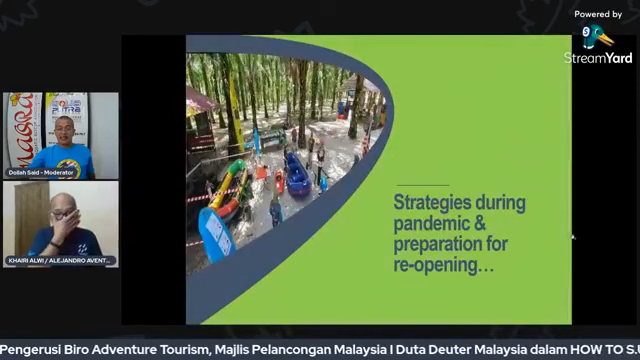 Powered by
StreamYard
Dollah Said - Moderator
KHAIRI ALWI / ALEJANDRO AVENT...
Strategies during
pandemic &
preparation for
re-opening...
Pengerusi Biro Adventure Tourism, Majlis Pelancongan Malaysia I Duta Deuter Malaysia dalam HOW TO S.U